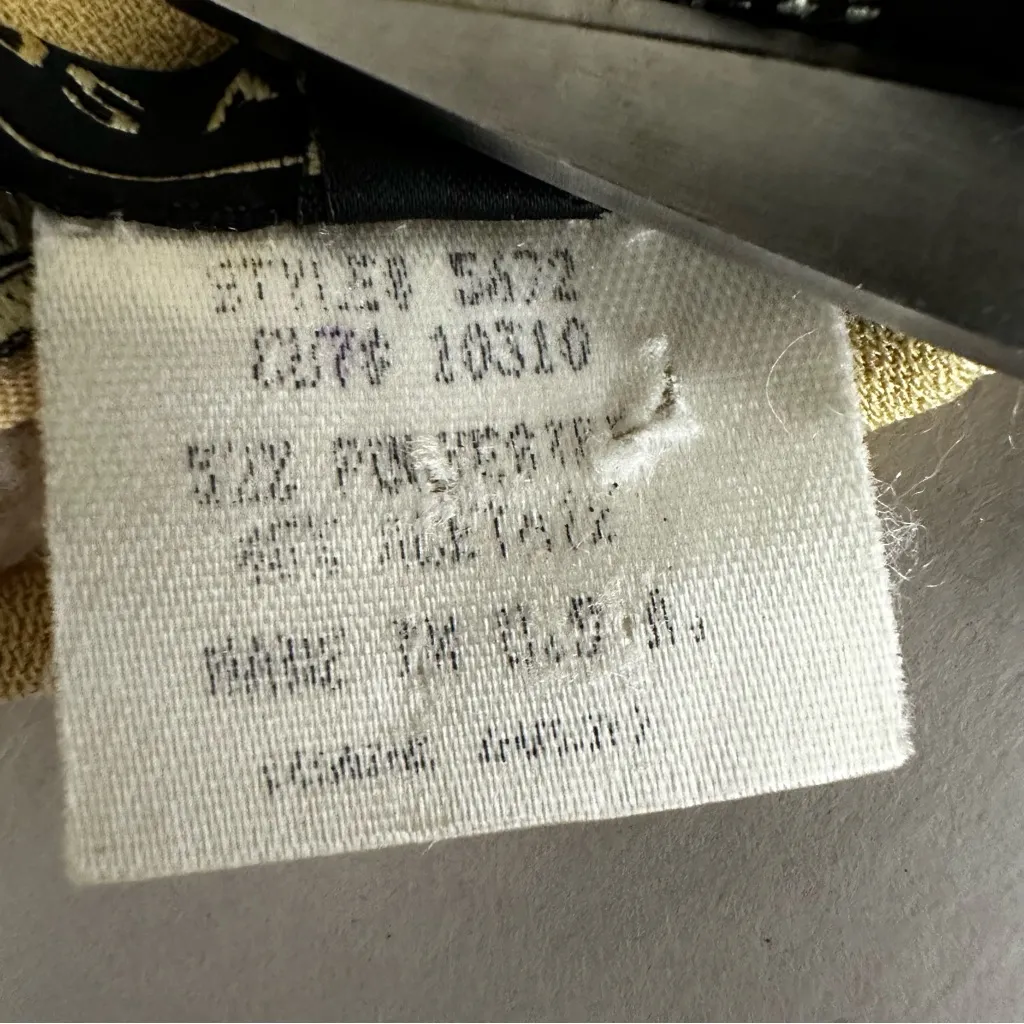 STYLE# 5672
CUT# 10310
52% POLYESTER
48% ACETATE
MADE IN U.S.A.